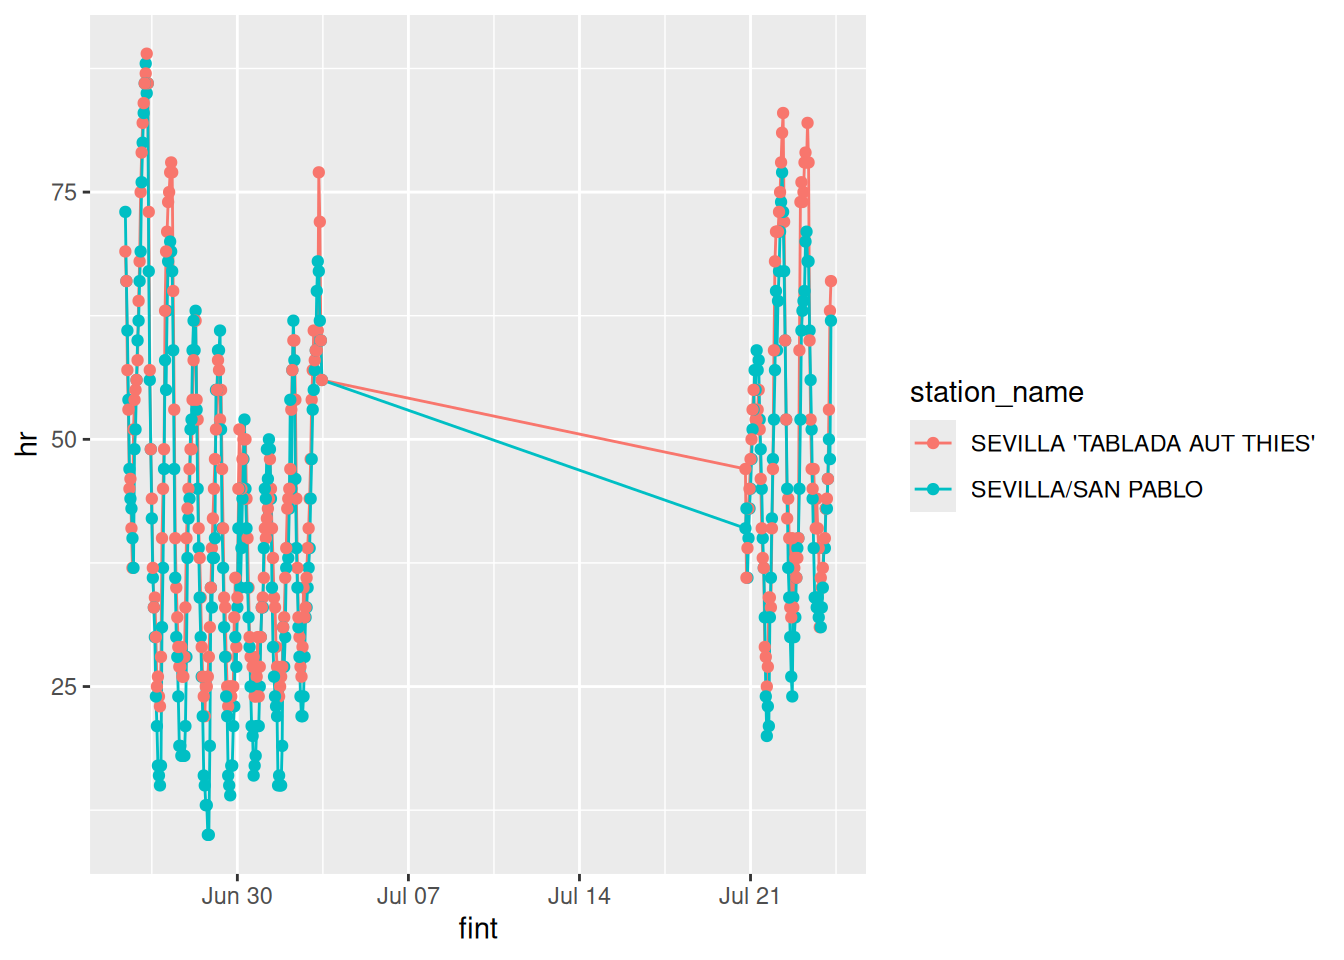 75
50
25
hr
Jun 30
Jul 07
Jul 14
Jul 21
fint
station_name
SEVILLA 'TABLADA AUT THIES'
SEVILLA/SAN PABLO